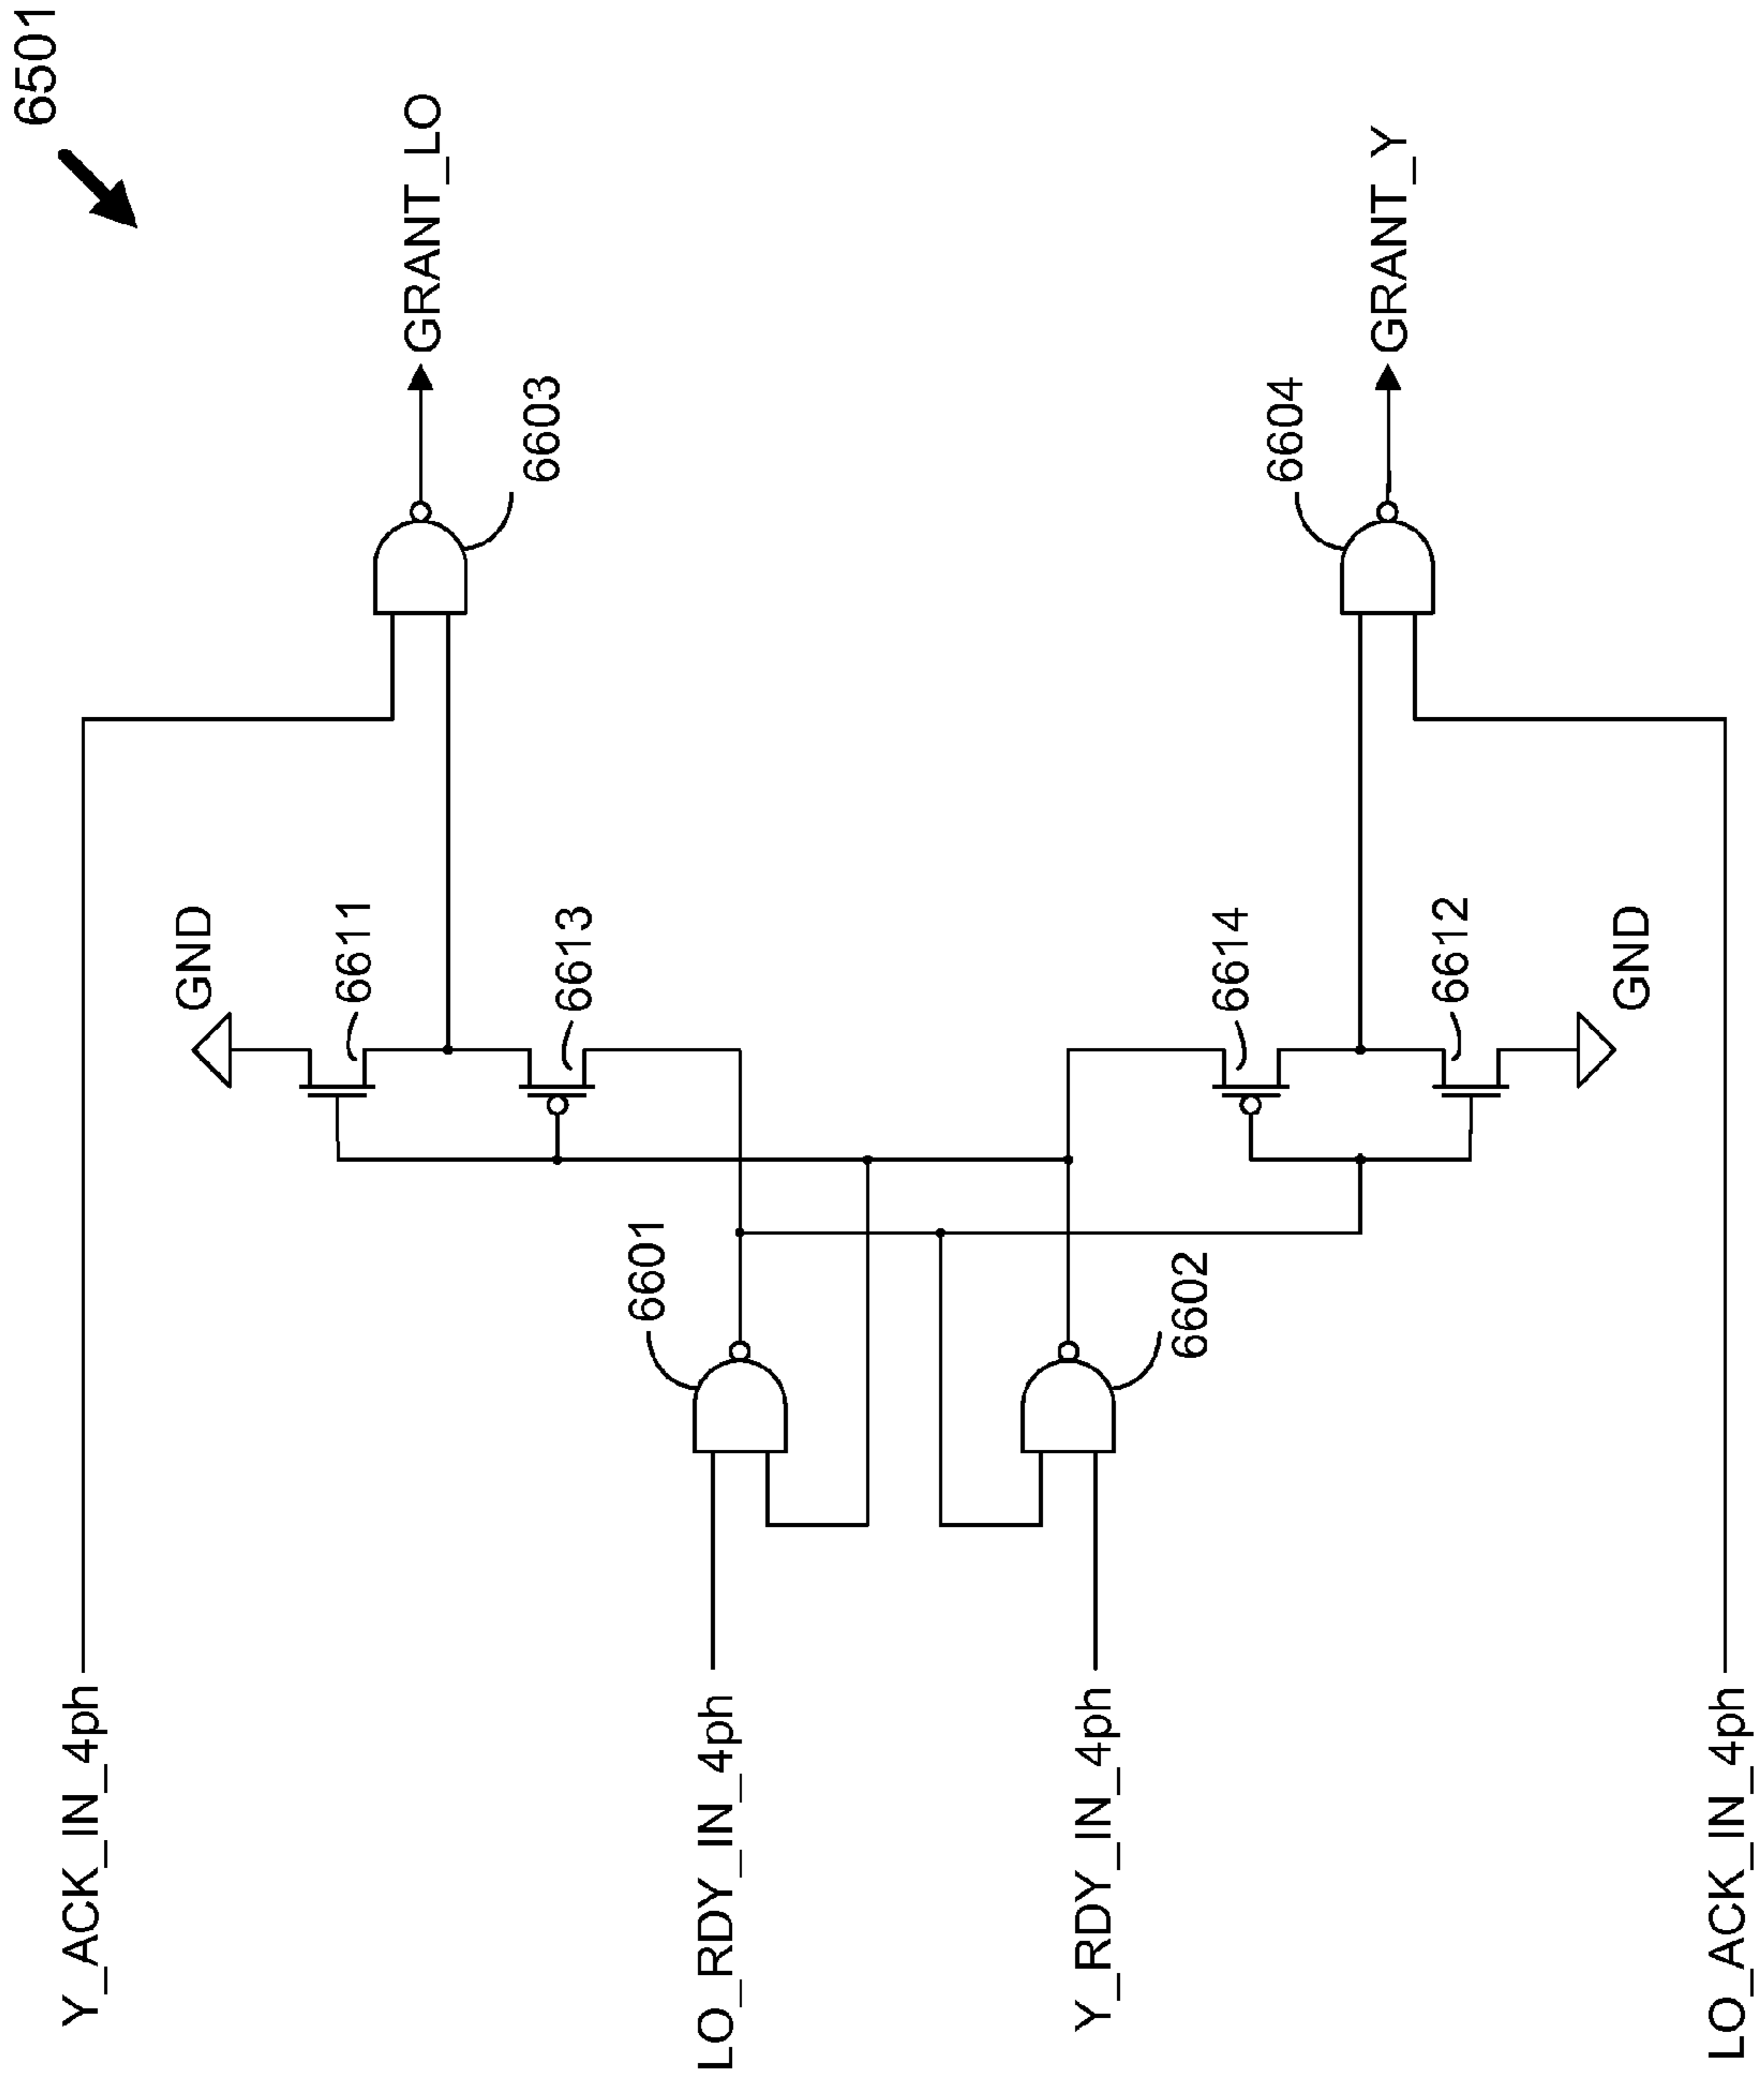 6501
Y_ACK_IN_4ph
GND
6611
GRANT_LO
6603
6613
6601
LO_RDY_IN_4ph
Y_RDY_IN_4ph
6602
6614
6604
GRANT_Y
6612
GND
LO_ACK_IN_4ph